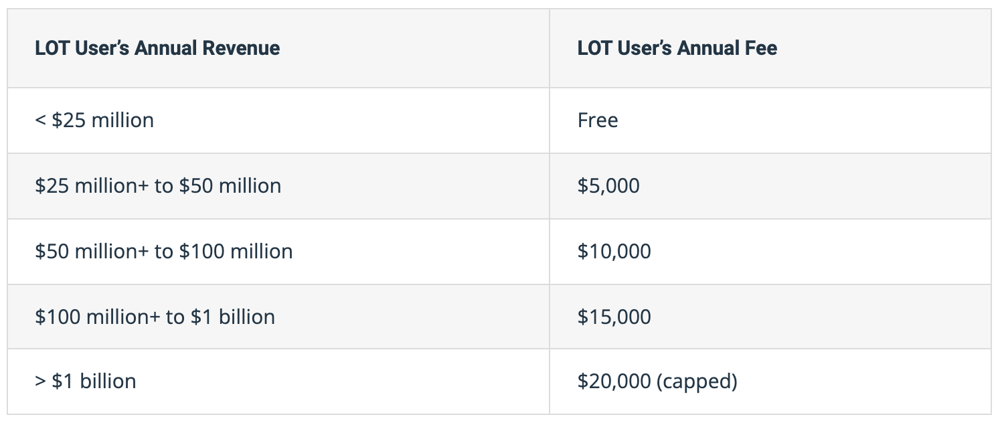 LOT User’s Annual Revenue LOT User’s Annual Fee
< $25 million Free
$25 million+ to $50 million $5,000
$50 million+ to $100 million $10,000
$100 million+ to $1 billion $15,000
> $1 billion $20,000 (capped)